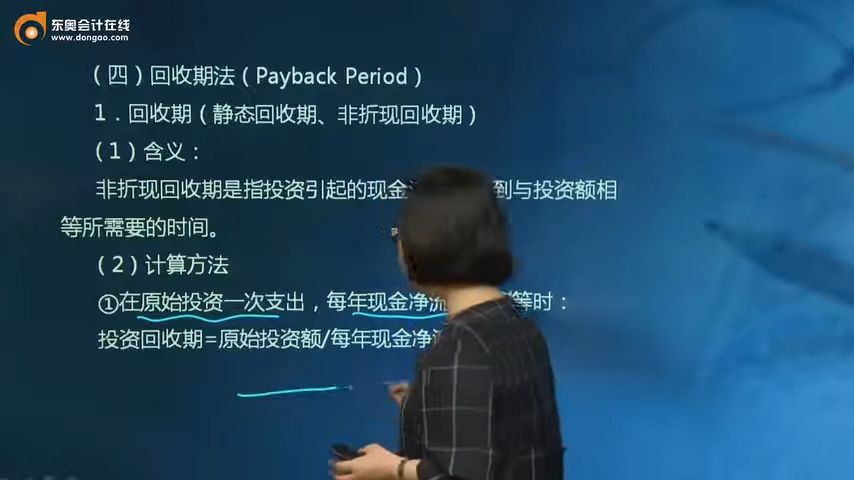 东奥会计在线
www.dongao.com
(四)回收期法(Payback Period)
1.回收期(静态回收期、非折现回收期)
(1)含义:
非折现回收期是指投资引起的现金 到与投资额相
等所需要的时间。
(2)计算方法
①在原始投资一次支出,每年现金净流 等时:
投资回收期=原始投资额/每年现金净